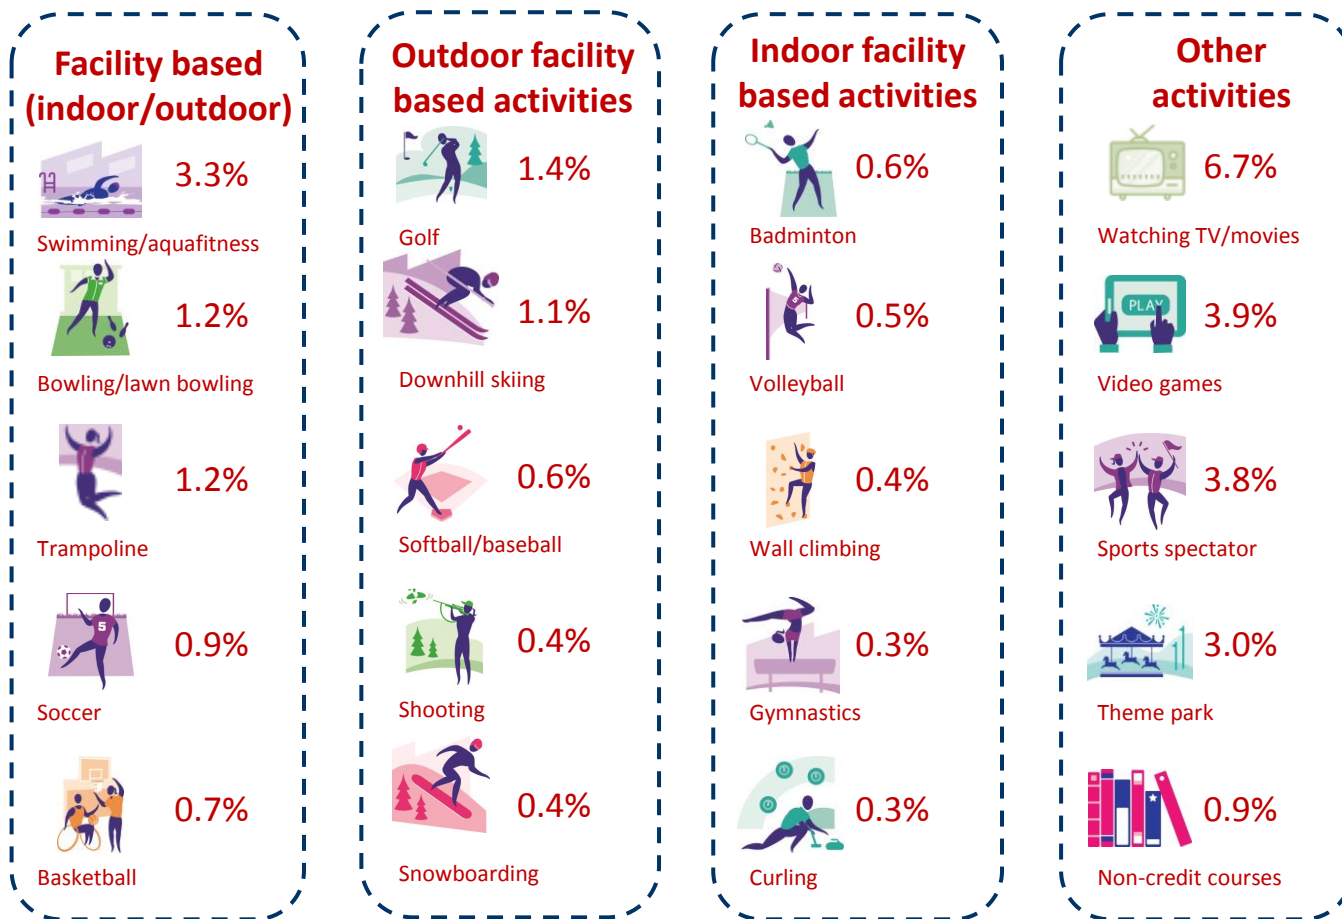 Facility based
(indoor/outdoor)
3.3%
Swimming/aquafitness
1.2%
Bowling/lawn bowling
1.2%
Trampoline
5
0.9%
Soccer
0.7%
Basketball
Outdoor facility
based activities
1.4%
Golf
1.1%
Downhill skiing
0.6%
Softball/baseball
0.4%
Shooting
0.4%
Snowboarding
Indoor facility
based activities
0.6%
Badminton
5
0.5%
Volleyball
0.4%
Wall climbing
0.3%
Gymnastics
0.3%
Curling
Other
activities
6.7%
Watching TV/movies
PLAY
3.9%
Video games
3.8%
Sports spectator
3.0%
Theme park
0.9%
Non-credit courses